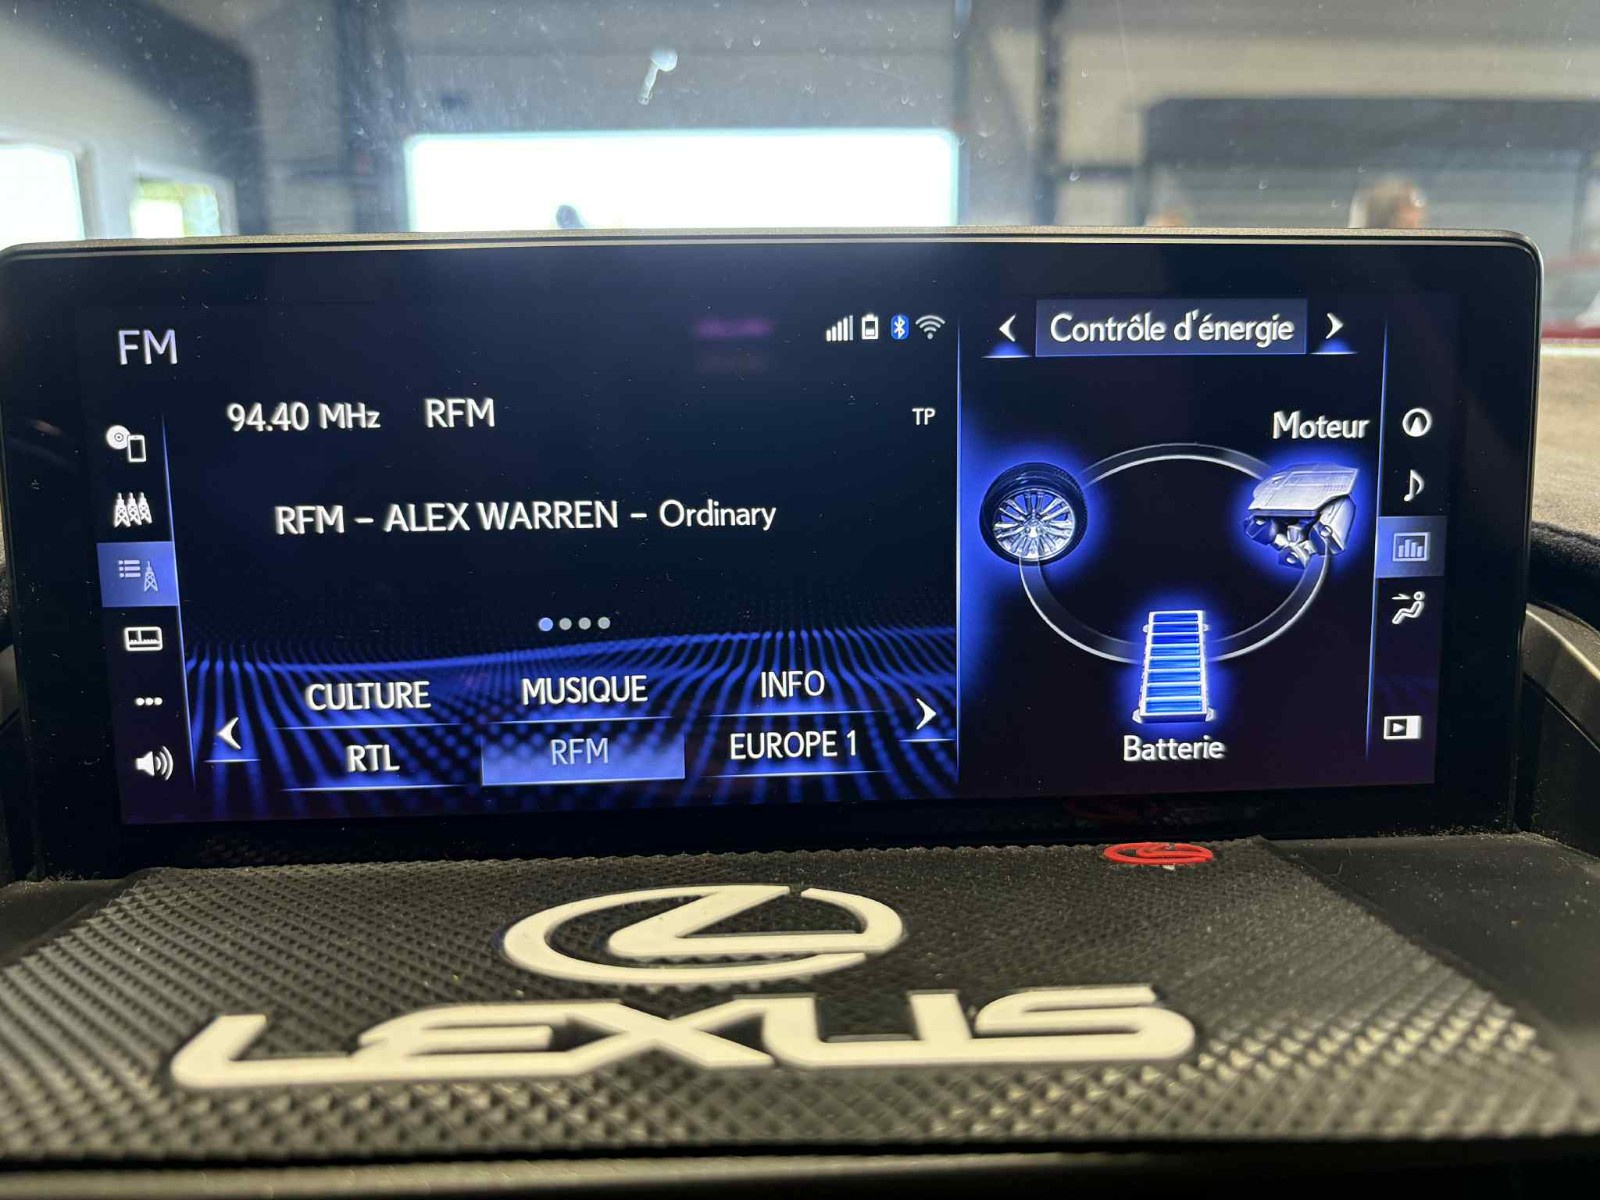 FM
Contrôle d'énergie
94.40 MHz RFM
TP
Moteur
RFM – ALEX WARREN – Ordinary
CULTURE MUSIQUE INFO
RTL RFM EUROPE 1
Batterie
LEXUS